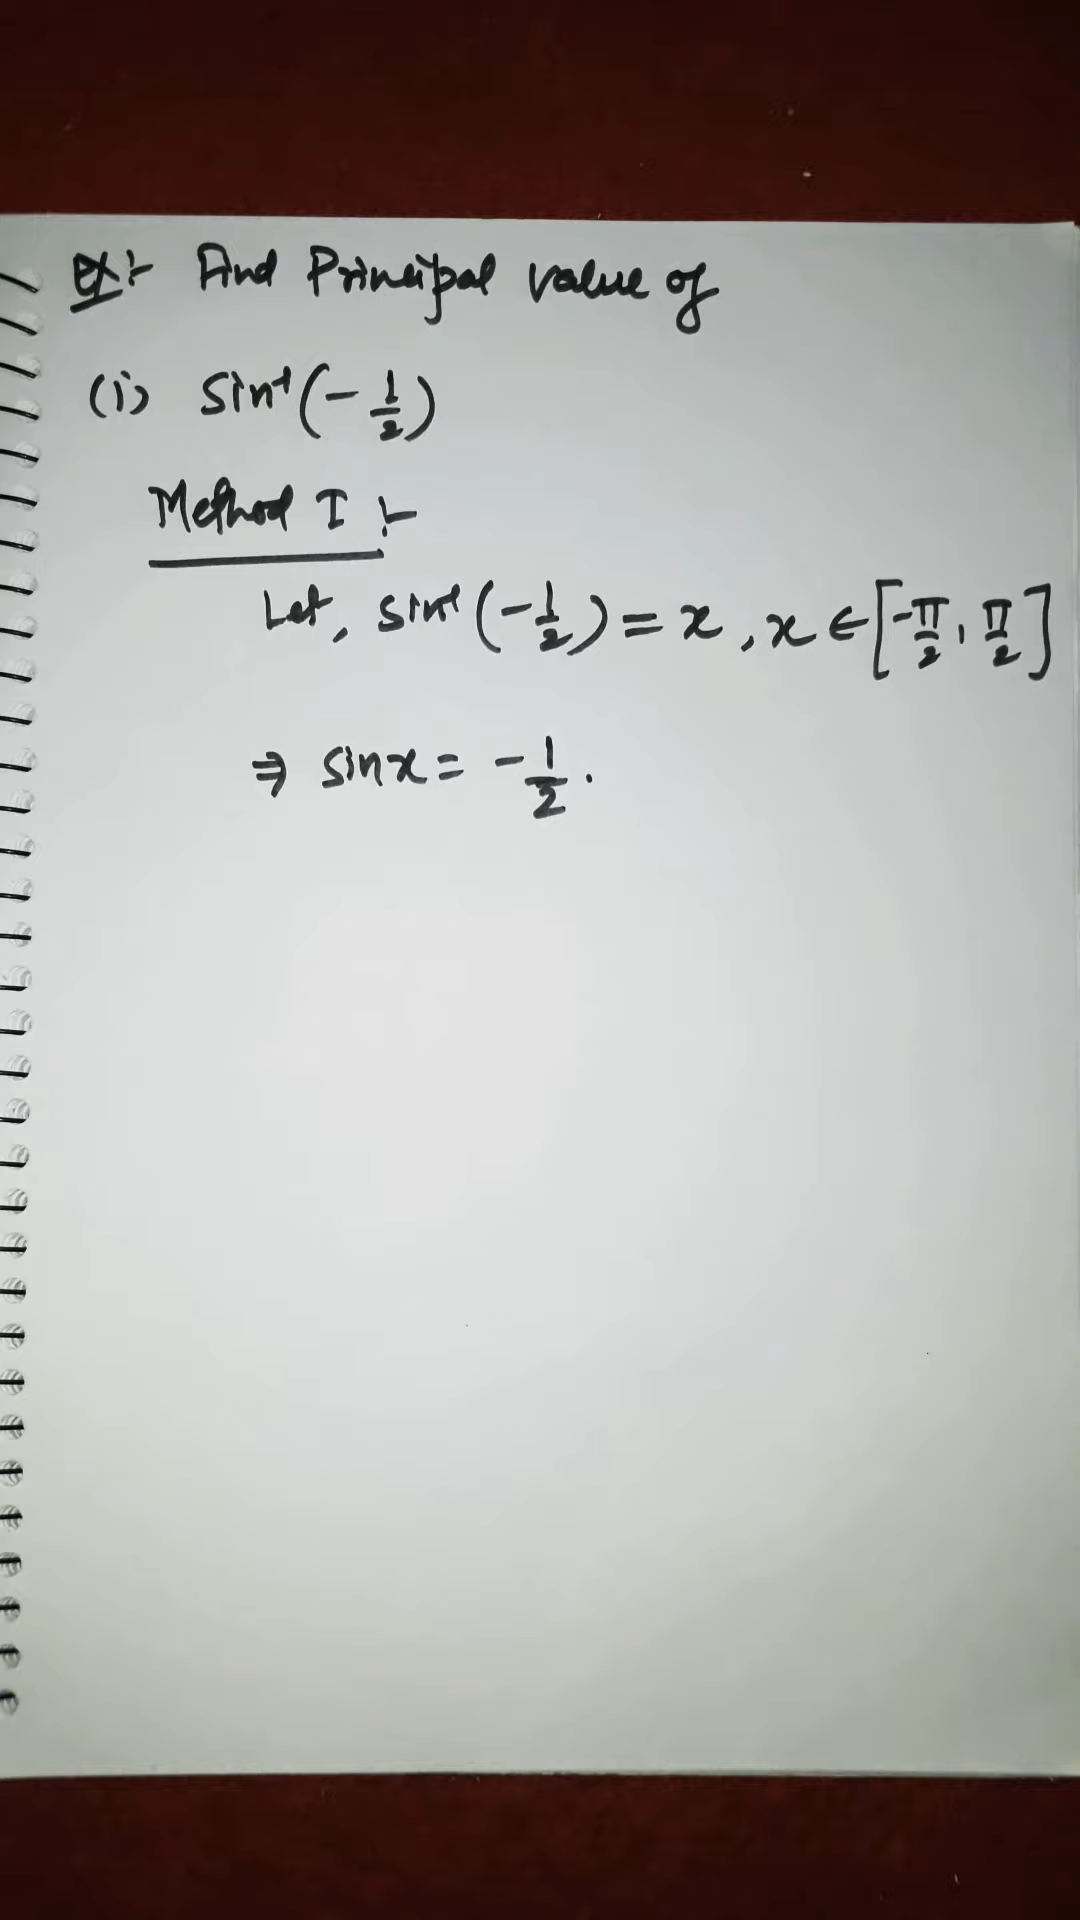 Ex:- Find Principal value of
(i) Sin⁻¹(-1/2)
Method I :-
Let, Sin⁻¹(-1/2) = x, x ∈ [-π/2, π/2]
⇒ Sinx = -1/2.